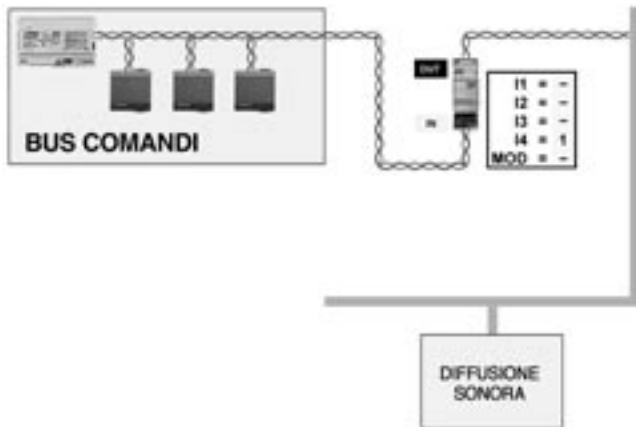 OUT
I1 = –
I2 = –
I3 = –
I4 = 1
MOD = –
IN
BUS COMANDI
DIFFUSIONE
SONORA